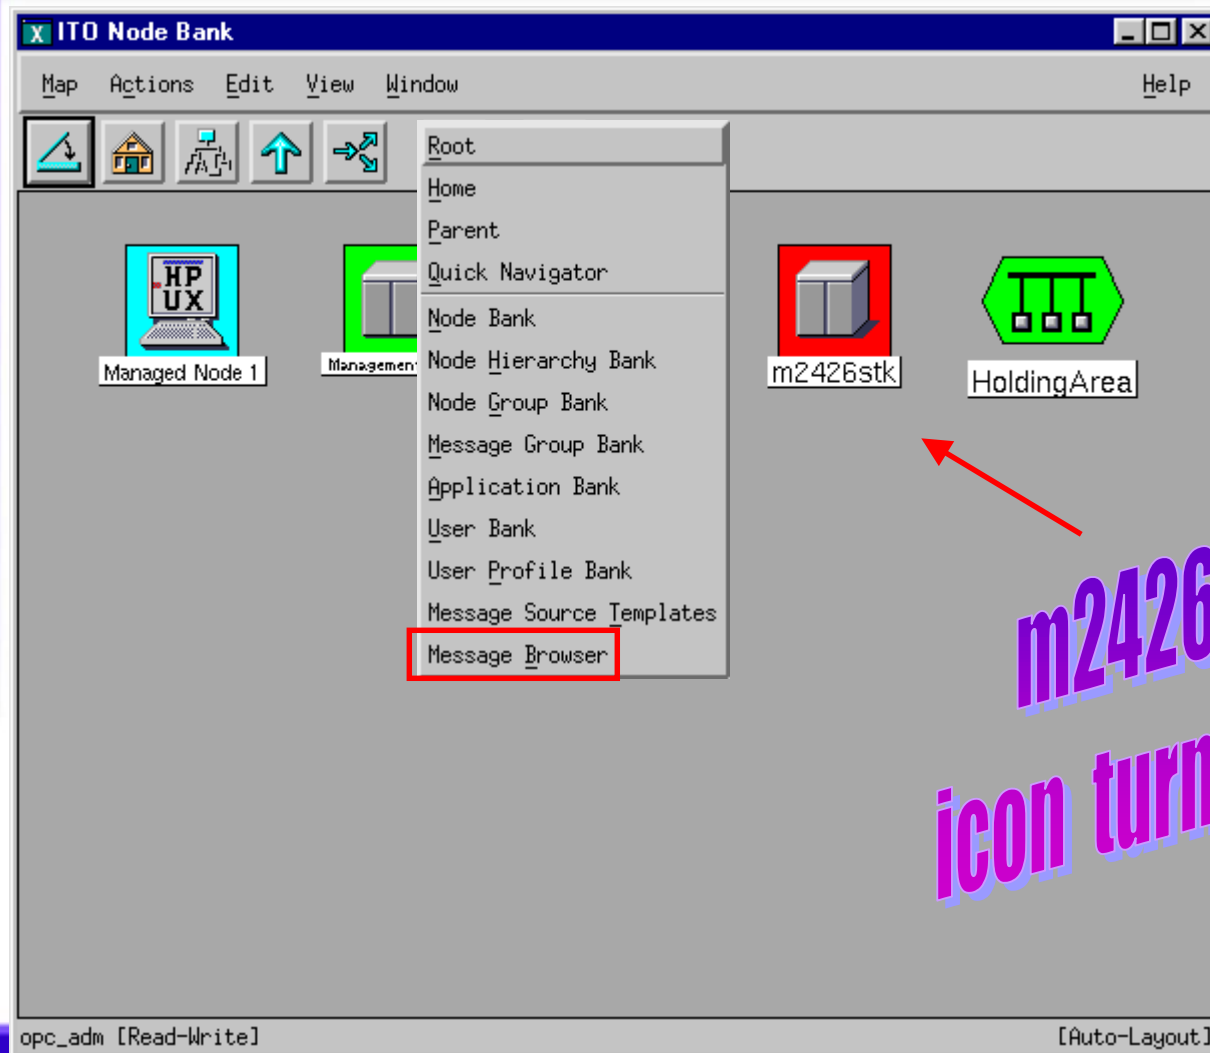 ITO Node Bank
Map Actions Edit View Window Help
Root
Home
Parent
Quick Navigator
Node Bank
Node Hierarchy Bank
Node Group Bank
Message Group Bank
Application Bank
User Bank
User Profile Bank
Message Source Templates
Message Browser
HP
UX
Managed Node 1
m2426stk
HoldingArea
m2426
icon
opc_adm [Read-Write] [Auto-Layout]